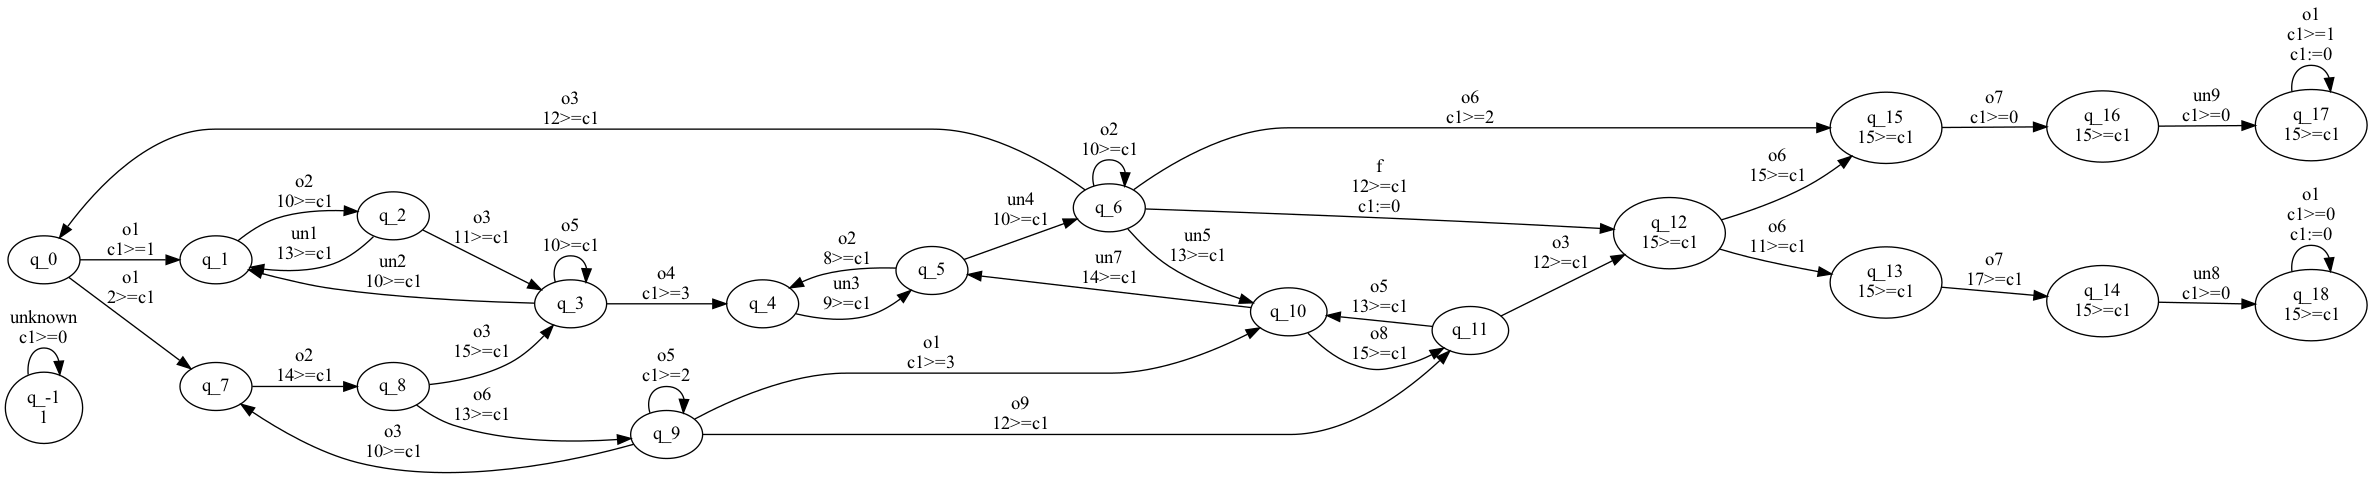 o1
c1>=1
c1:=0
o3
12>=c1
o6
c1>=2
q_15
15>=c1
o7
c1>=0
q_16
15>=c1
un9
c1>=0
q_17
15>=c1
o2
10>=c1
q_6
f
12>=c1
c1:=0
o6
15>=c1
q_12
15>=c1
o6
11>=c1
q_13
15>=c1
o7
17>=c1
q_14
15>=c1
un8
c1>=0
o1
c1>=0
c1:=0
q_18
15>=c1
q_0
o1
c1>=1
o1
2>=c1
q_1
o2
10>=c1
un1
13>=c1
q_2
o3
11>=c1
un2
10>=c1
o5
10>=c1
q_3
o4
c1>=3
q_4
o2
8>=c1
un3
9>=c1
q_5
un4
10>=c1
un5
13>=c1
un7
14>=c1
q_10
o5
13>=c1
o8
15>=c1
q_11
o3
12>=c1
unknown
c1>=0
q_-1
1
q_7
o2
14>=c1
q_8
o3
15>=c1
o6
13>=c1
o5
c1>=2
q_9
o3
10>=c1
o1
c1>=3
o9
12>=c1